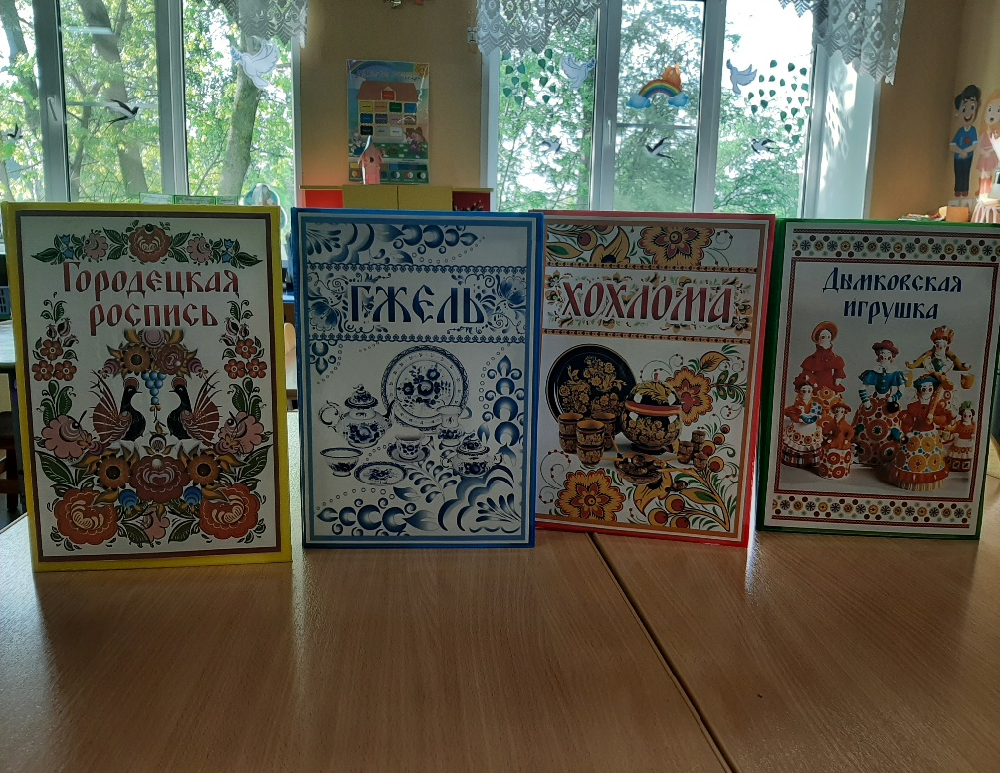 Городецкая
роспись
ГЖЕЛЬ
ХОХЛОМА
Дымковская
игрушка